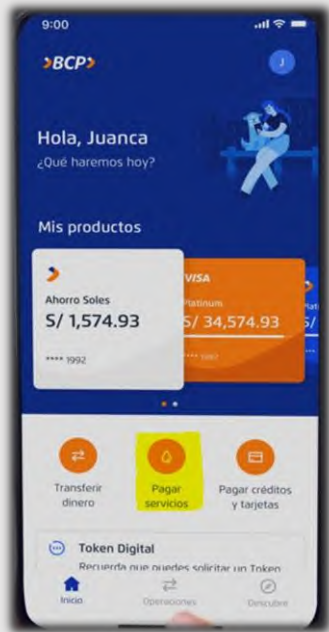 9:00
>BCP>
J
Hola, Juanca
¿Qué haremos hoy?
Mis productos
Ahorro Soles
S/ 1,574.93
**** 1992
VISA
Platinum
S/ 34,574.93
S/
Transferir
dinero
Pagar
servicios
Pagar créditos
y tarjetas
Token Digital
Recuerda que puedes solicitar un Token
Inicio
Operaciones
Descubre